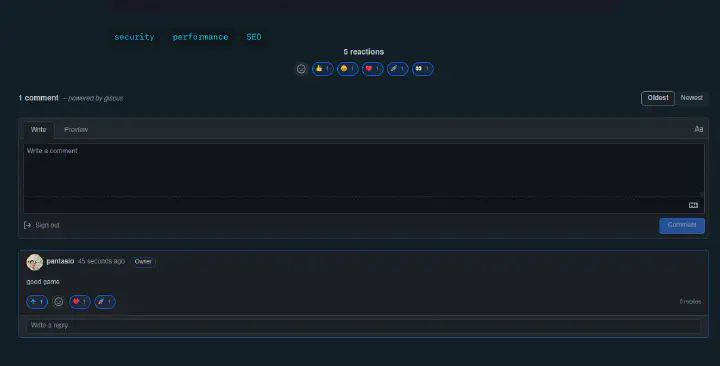 security performance SEO
5 reactions
1 1 1 1 1
1 comment – powered by giscus Oldest Newest
Write Preview Aa
Write a comment
Sign out Comment
pantasio 45 seconds ago Owner
good game
1 1 1 0 replies
Write a reply